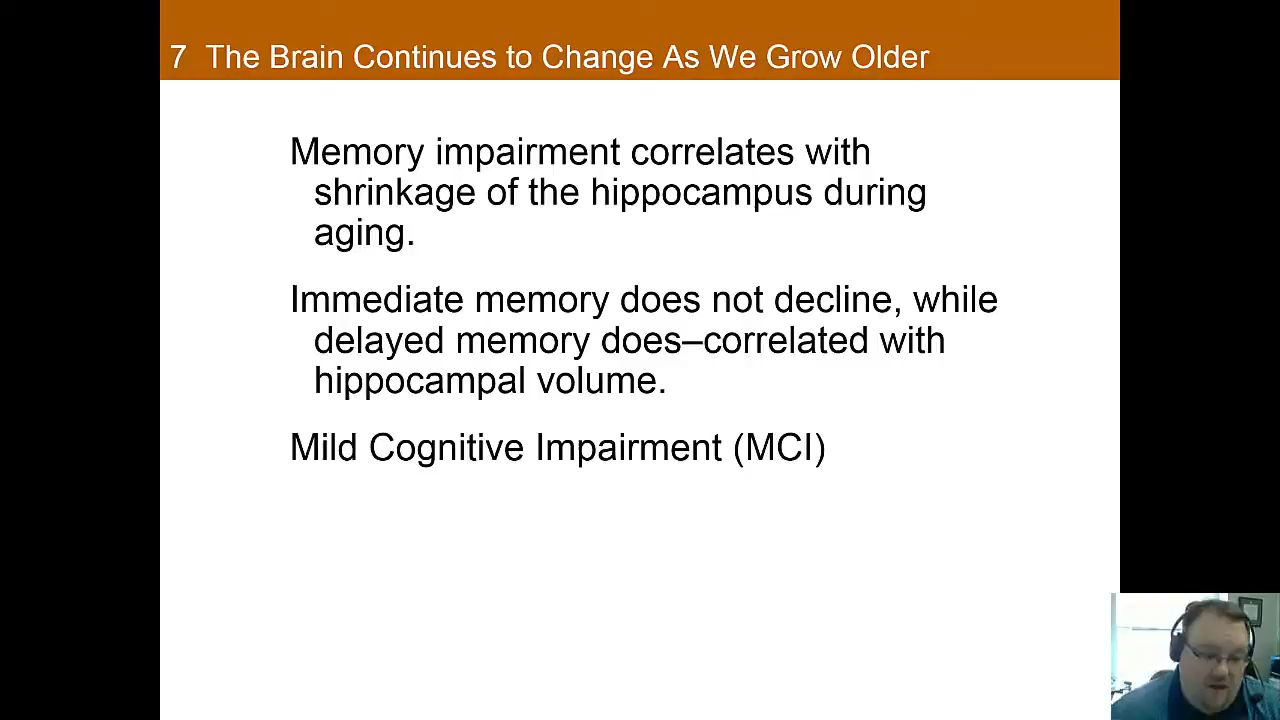 7 The Brain Continues to Change As We Grow Older
Memory impairment correlates with
shrinkage of the hippocampus during
aging.
Immediate memory does not decline, while
delayed memory does–correlated with
hippocampal volume.
Mild Cognitive Impairment (MCI)